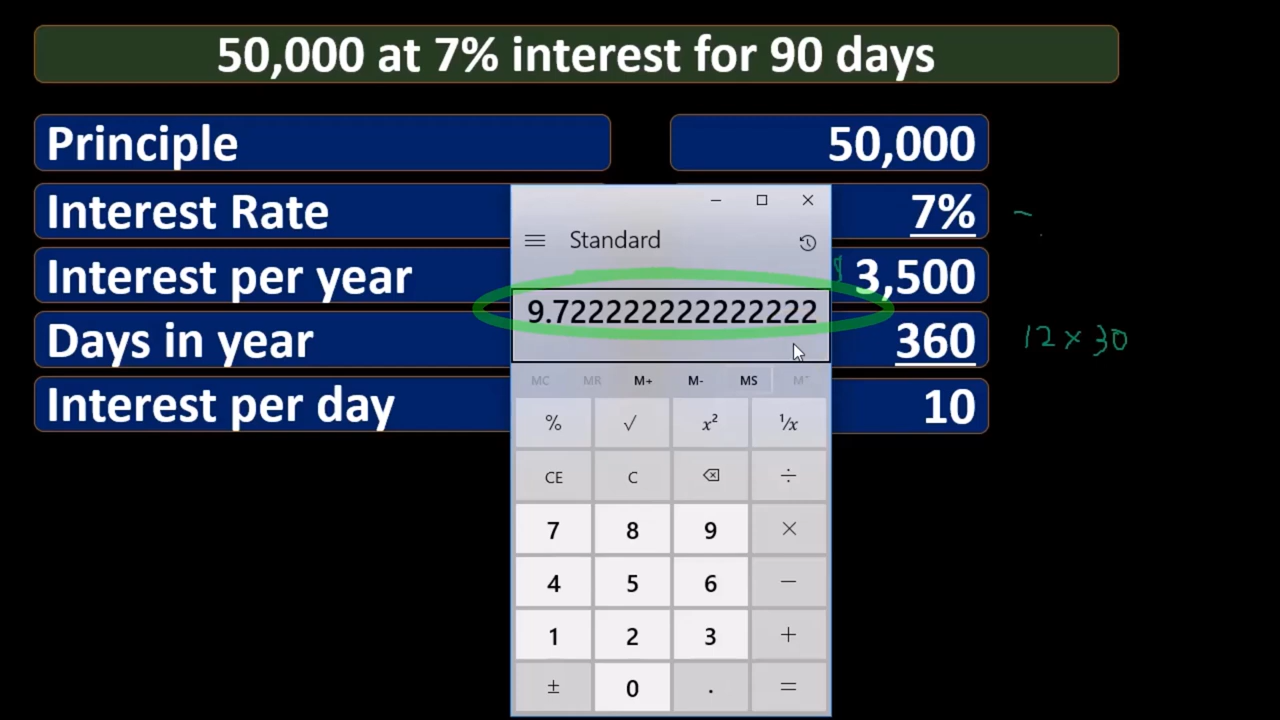 50,000 at 7% interest for 90 days
Principle 50,000
Interest Rate 7%
Standard
Interest per year 3,500
9.722222222222222
Days in year 360 12 × 30
MC MR M+ M- MS
Interest per day 10
% √ x² ¹/x
CE C ⌫ ÷
7 8 9 ×
4 5 6 −
1 2 3 +
± 0 . =